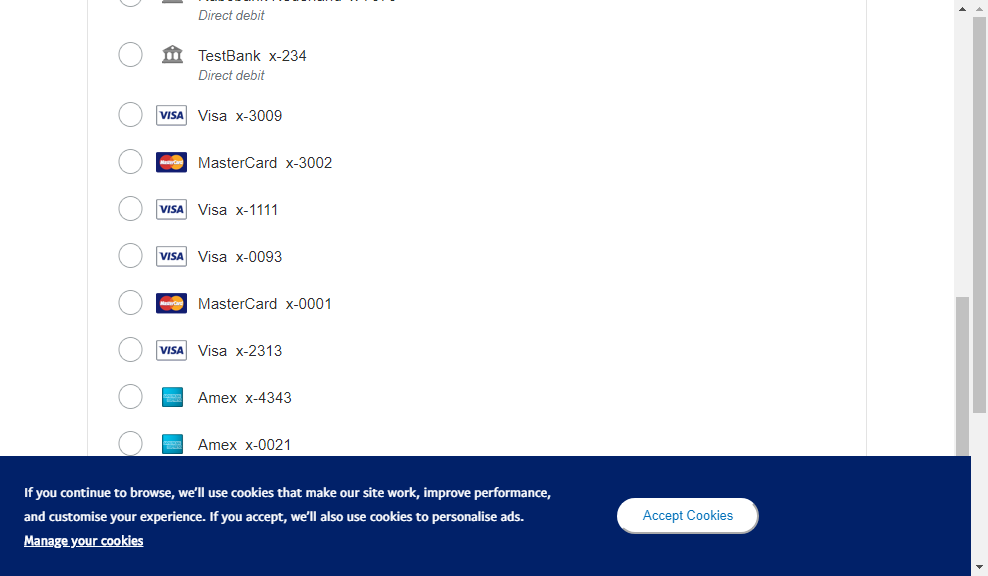 Direct debit
TestBank x-234
Direct debit
VISA Visa x-3009
MasterCard MasterCard x-3002
VISA Visa x-1111
VISA Visa x-0093
MasterCard MasterCard x-0001
VISA Visa x-2313
Amex x-4343
Amex x-0021
If you continue to browse, we'll use cookies that make our site work, improve performance,
and customise your experience. If you accept, we'll also use cookies to personalise ads.
Manage your cookies
Accept Cookies